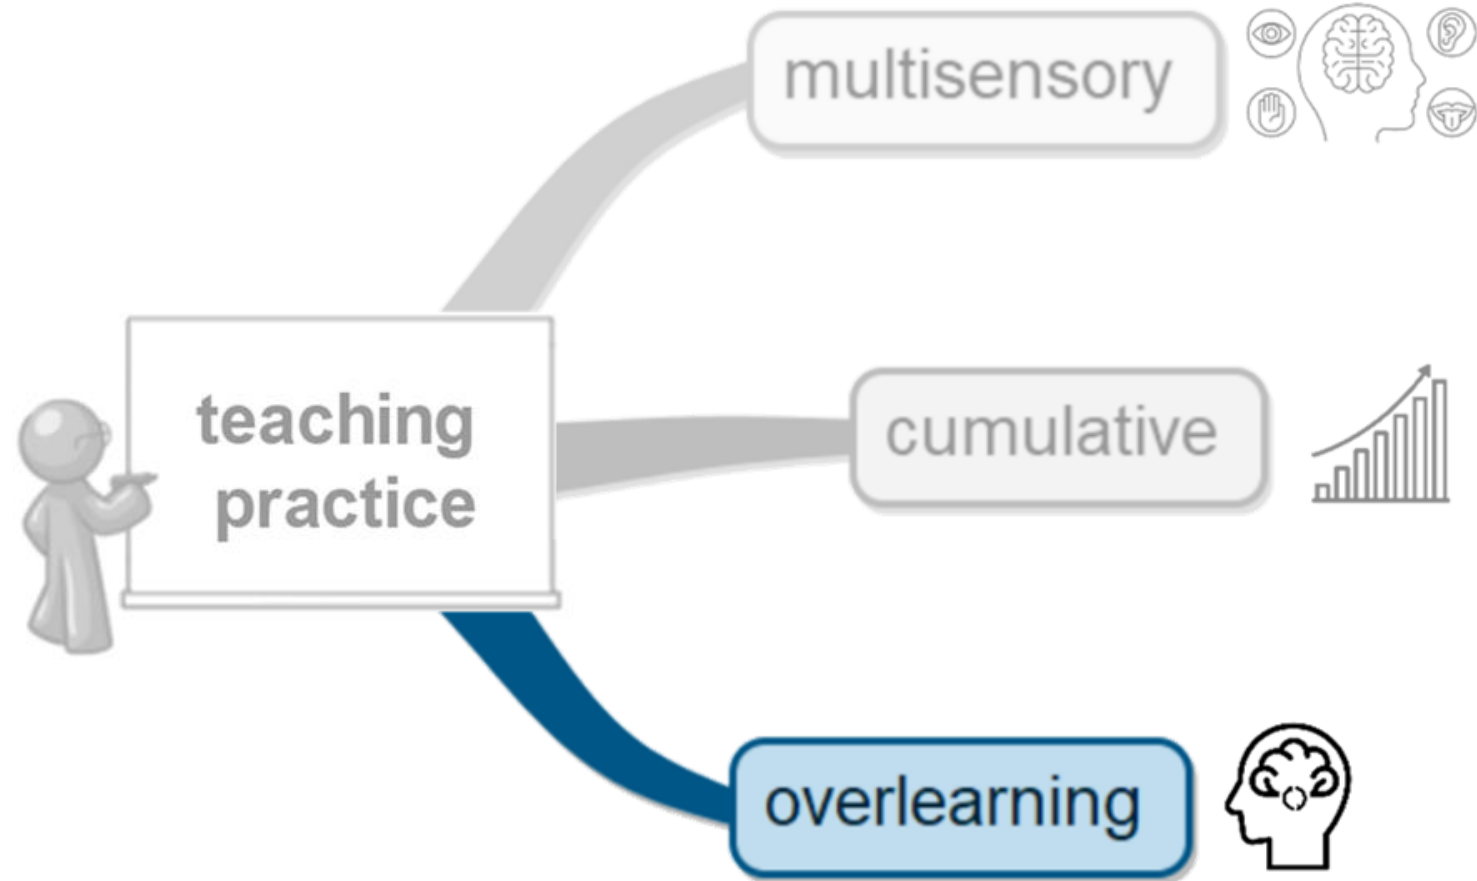 multisensory
teaching
practice
cumulative
overlearning